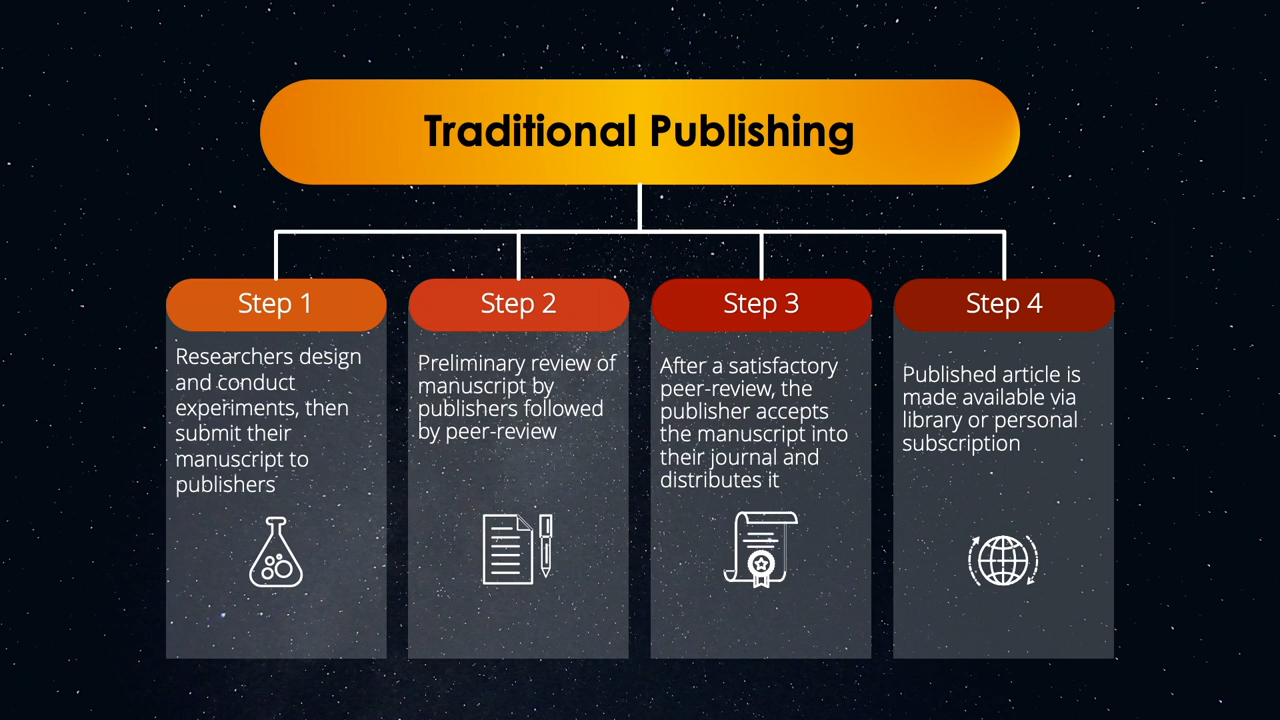 Traditional Publishing
Step 1
Researchers design
and conduct
experiments, then
submit their
manuscript to
publishers
Step 2
Preliminary review of
manuscript by
publishers followed
by peer-review
Step 3
After a satisfactory
peer-review, the
publisher accepts
the manuscript into
their journal and
distributes it
Step 4
Published article is
made available via
library or personal
subscription